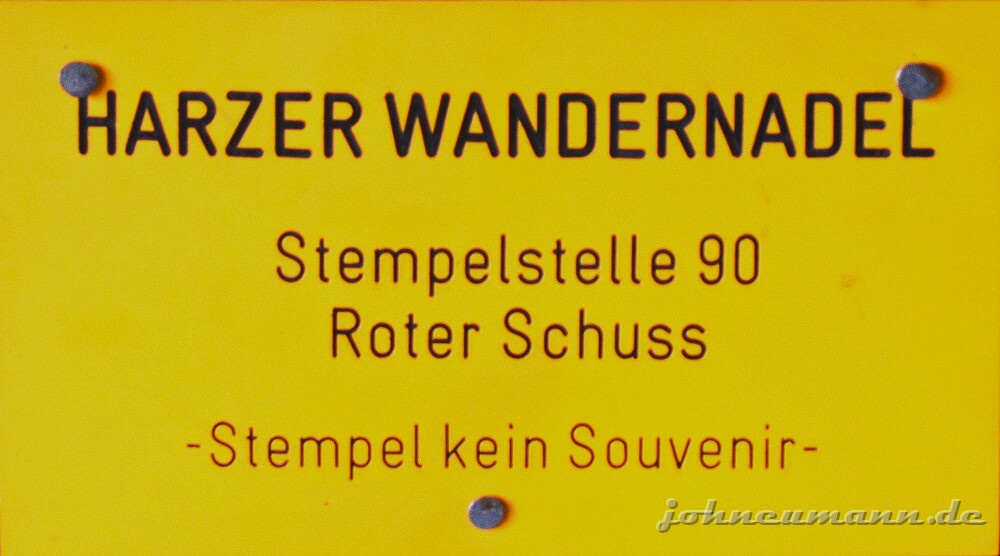 HARZER WANDERNADEL
Stempelstelle 90
Roter Schuss
-Stempel kein Souvenir-
johneumann.de